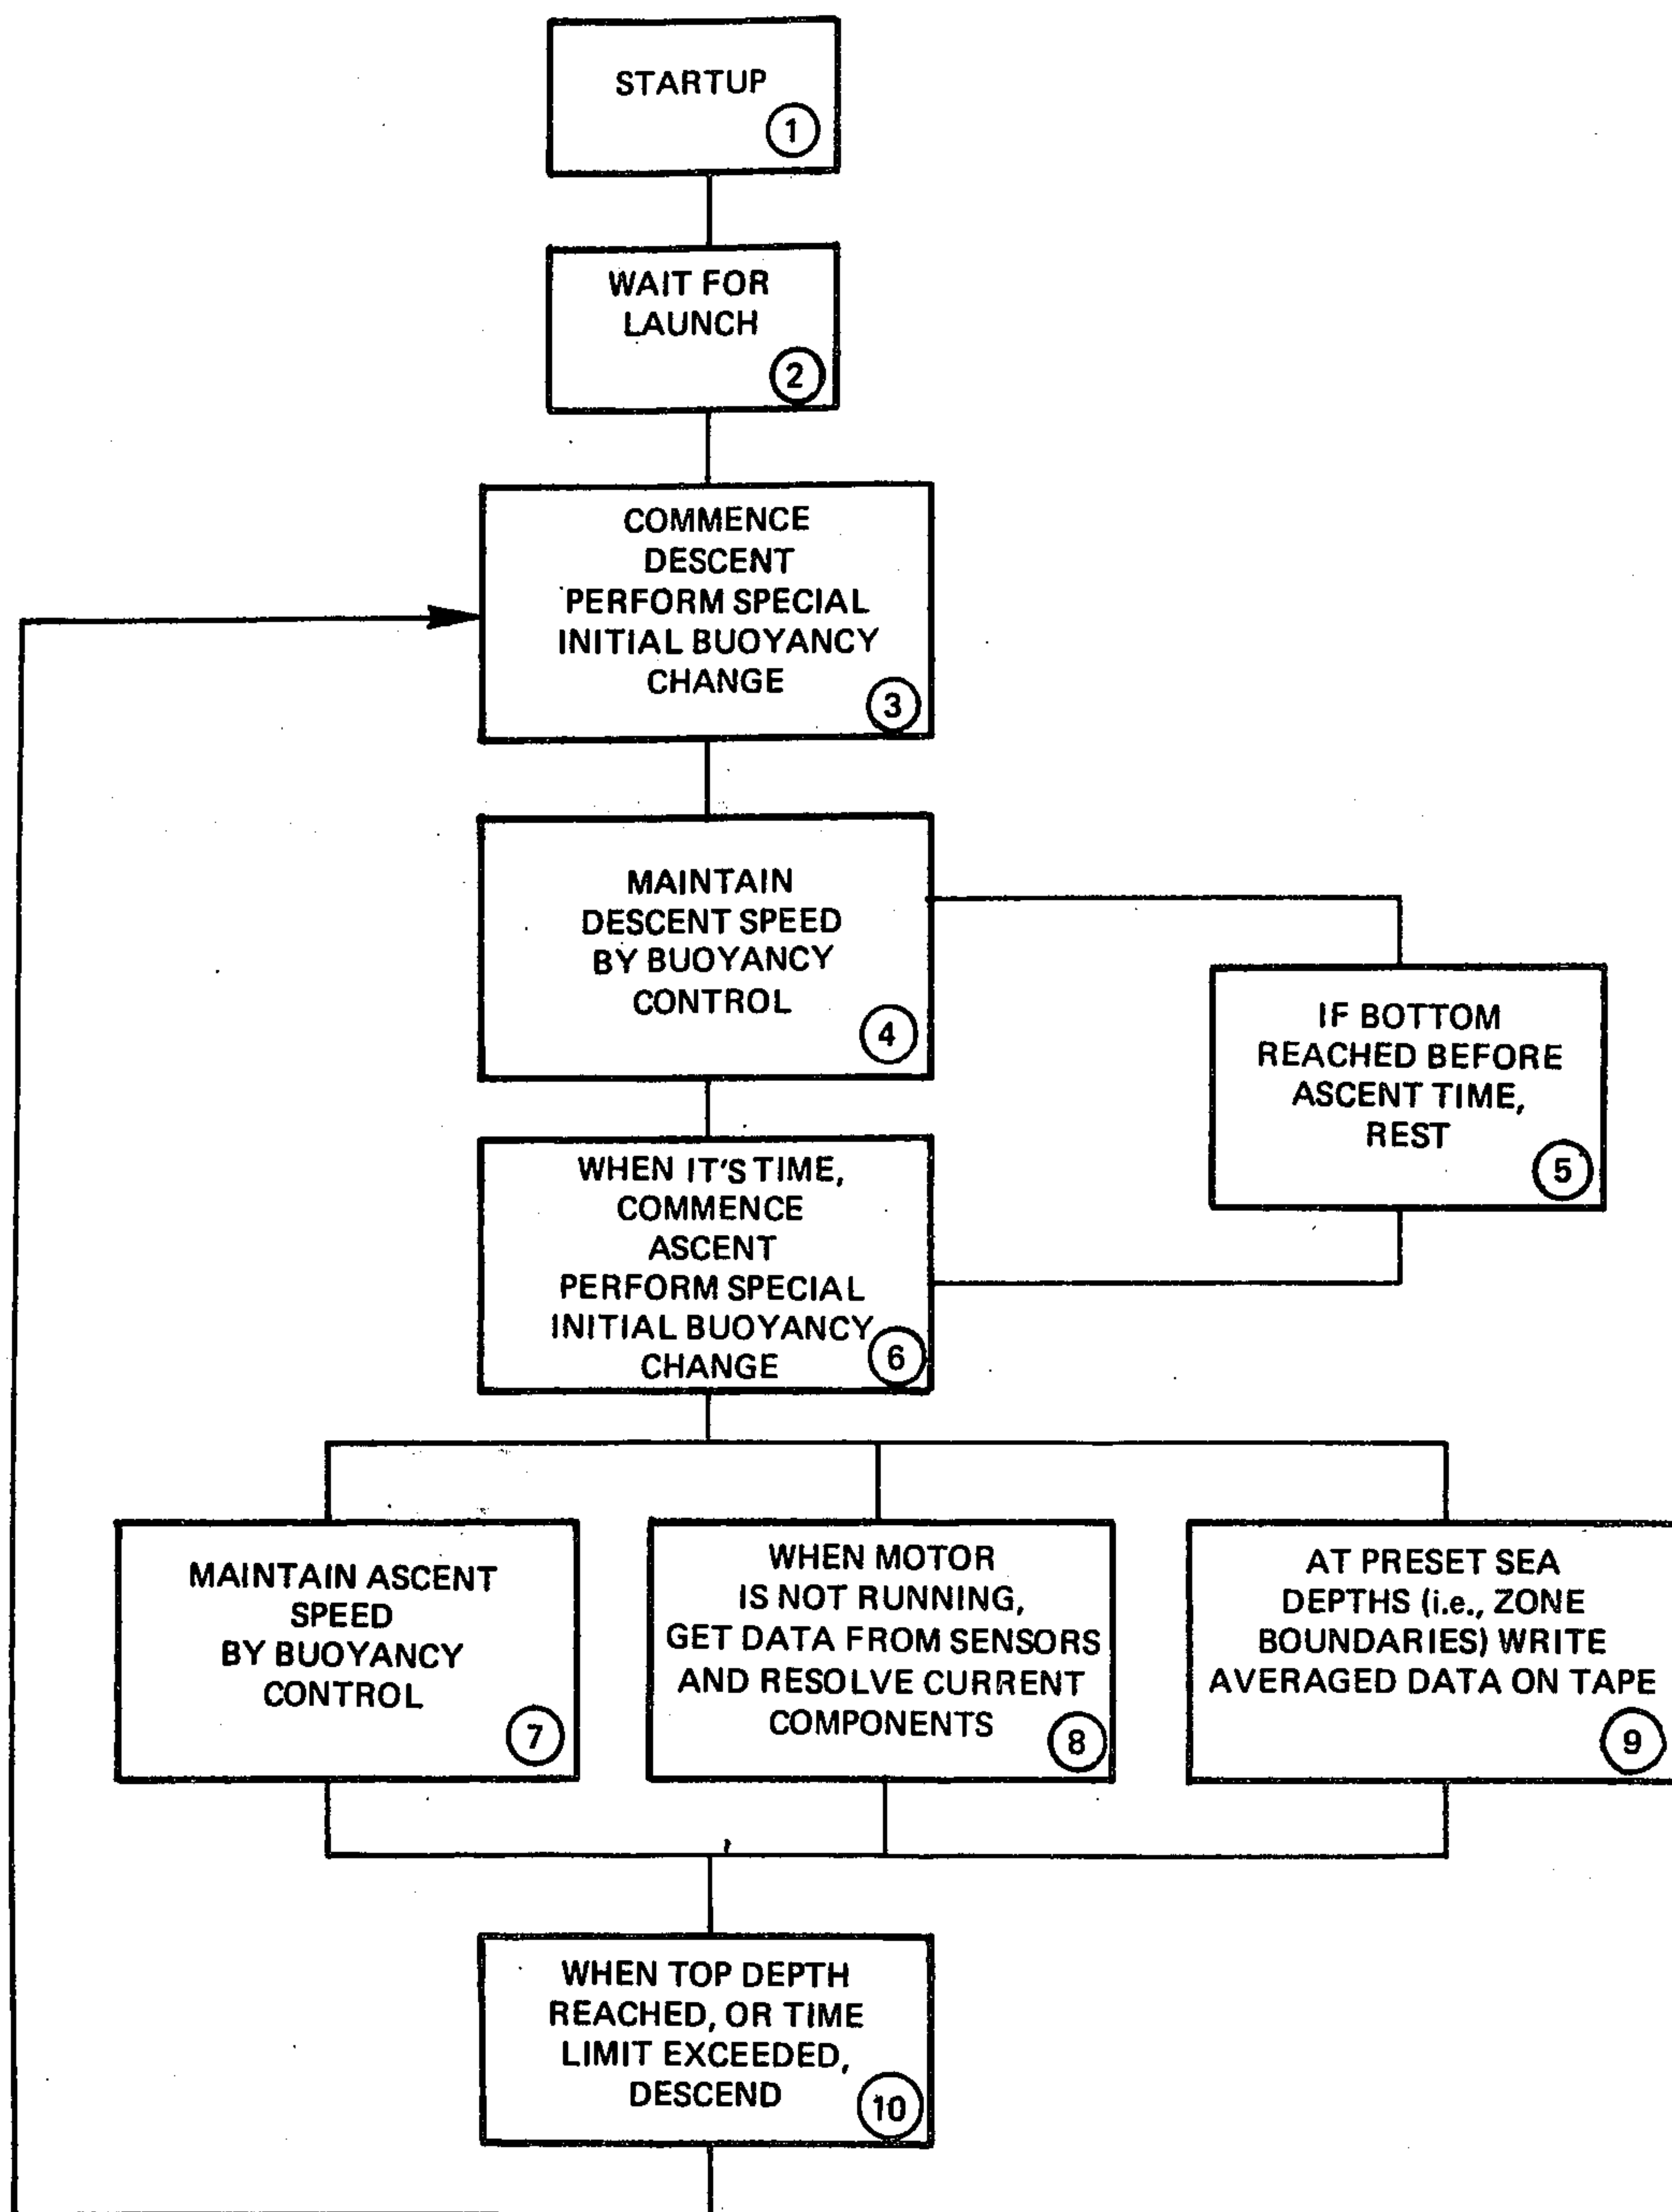 STARTUP
1
WAIT FOR
LAUNCH
2
COMMENCE
DESCENT
PERFORM SPECIAL
INITIAL BUOYANCY
CHANGE
3
MAINTAIN
DESCENT SPEED
BY BUOYANCY
CONTROL
4
IF BOTTOM
REACHED BEFORE
ASCENT TIME,
REST
5
WHEN IT'S TIME,
COMMENCE
ASCENT
PERFORM SPECIAL
INITIAL BUOYANCY
CHANGE
6
MAINTAIN ASCENT
SPEED
BY BUOYANCY
CONTROL
7
WHEN MOTOR
IS NOT RUNNING,
GET DATA FROM SENSORS
AND RESOLVE CURRENT
COMPONENTS
8
AT PRESET SEA
DEPTHS (i.e., ZONE
BOUNDARIES) WRITE
AVERAGED DATA ON TAPE
9
WHEN TOP DEPTH
REACHED, OR TIME
LIMIT EXCEEDED,
DESCEND
10